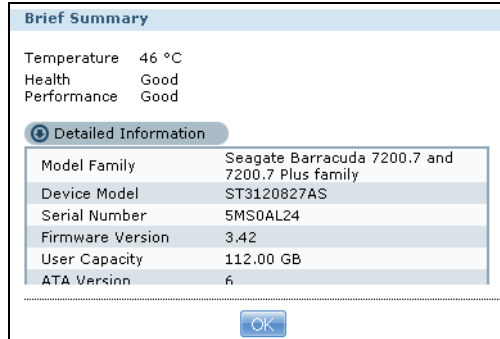 Brief Summary
Temperature 46 °C
Health Good
Performance Good
Detailed Information
Model Family Seagate Barracuda 7200.7 and
7200.7 Plus family
Device Model ST3120827AS
Serial Number 5MS0AL24
Firmware Version 3.42
User Capacity 112.00 GB
ATA Version 6
OK